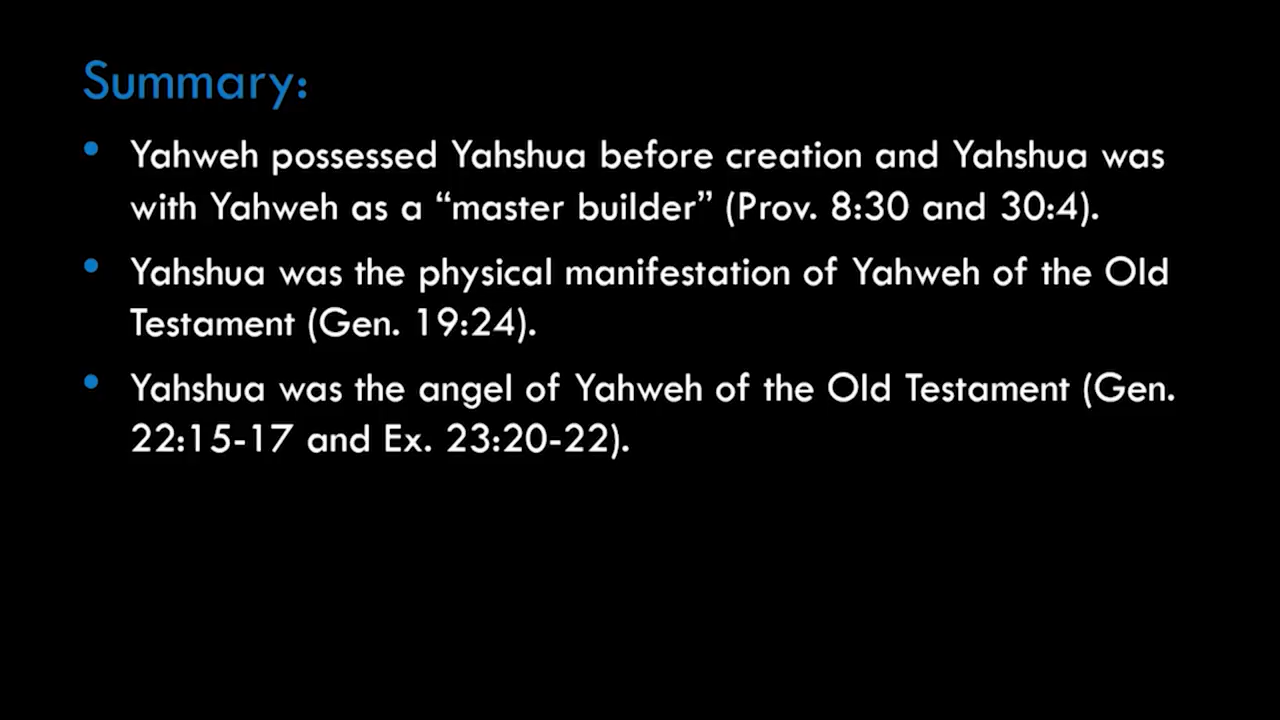 Summary:
• Yahweh possessed Yahshua before creation and Yahshua was
with Yahweh as a “master builder” (Prov. 8:30 and 30:4).
• Yahshua was the physical manifestation of Yahweh of the Old
Testament (Gen. 19:24).
• Yahshua was the angel of Yahweh of the Old Testament (Gen.
22:15-17 and Ex. 23:20-22).